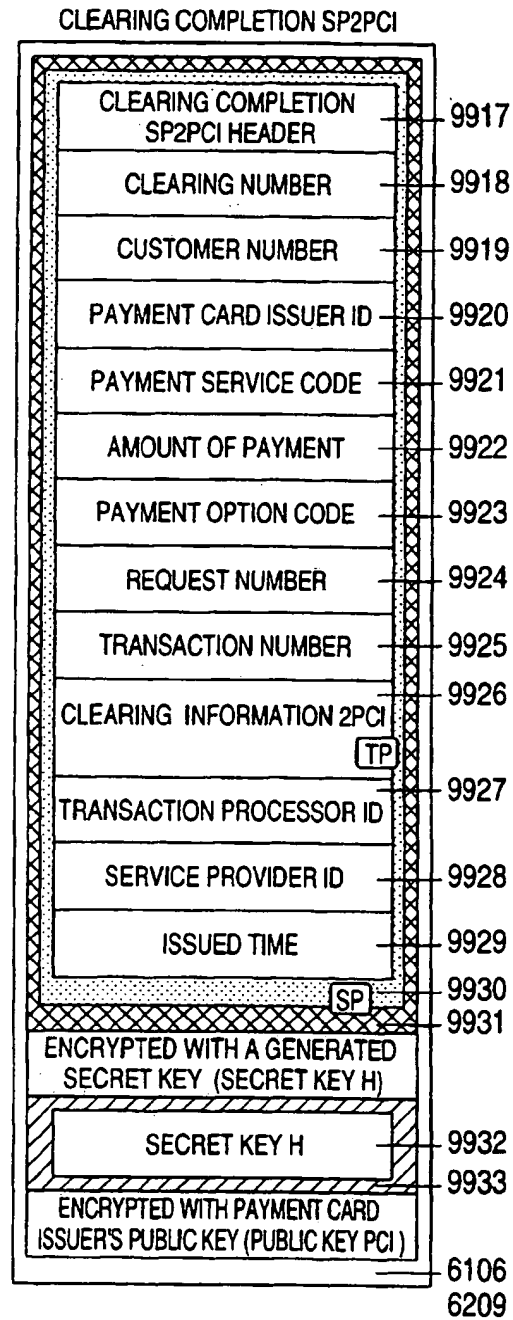 CLEARING COMPLETION SP2PCI
CLEARING COMPLETION
SP2PCI HEADER
9917
CLEARING NUMBER
9918
CUSTOMER NUMBER
9919
PAYMENT CARD ISSUER ID
9920
PAYMENT SERVICE CODE
9921
AMOUNT OF PAYMENT
9922
PAYMENT OPTION CODE
9923
REQUEST NUMBER
9924
TRANSACTION NUMBER
9925
9926
CLEARING INFORMATION 2PCI
TP
9927
TRANSACTION PROCESSOR ID
SERVICE PROVIDER ID
9928
ISSUED TIME
9929
SP
9930
9931
ENCRYPTED WITH A GENERATED
SECRET KEY (SECRET KEY H)
SECRET KEY H
9932
9933
ENCRYPTED WITH PAYMENT CARD
ISSUER'S PUBLIC KEY (PUBLIC KEY PCI)
6106
6209